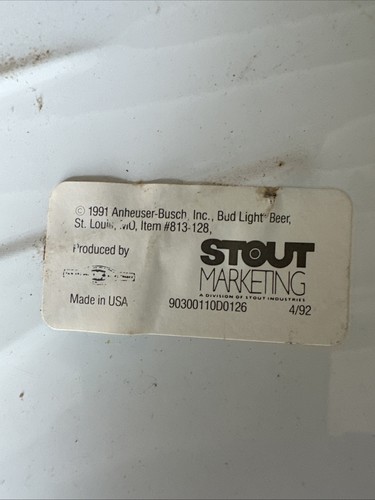 © 1991 Anheuser-Busch, Inc., Bud Light® Beer,
St. Louis, MO, Item #813-128,
Produced by
STOUT
MARKETING
A DIVISION OF STOUT INDUSTRIES
Made in USA
90300110D0126
4/92